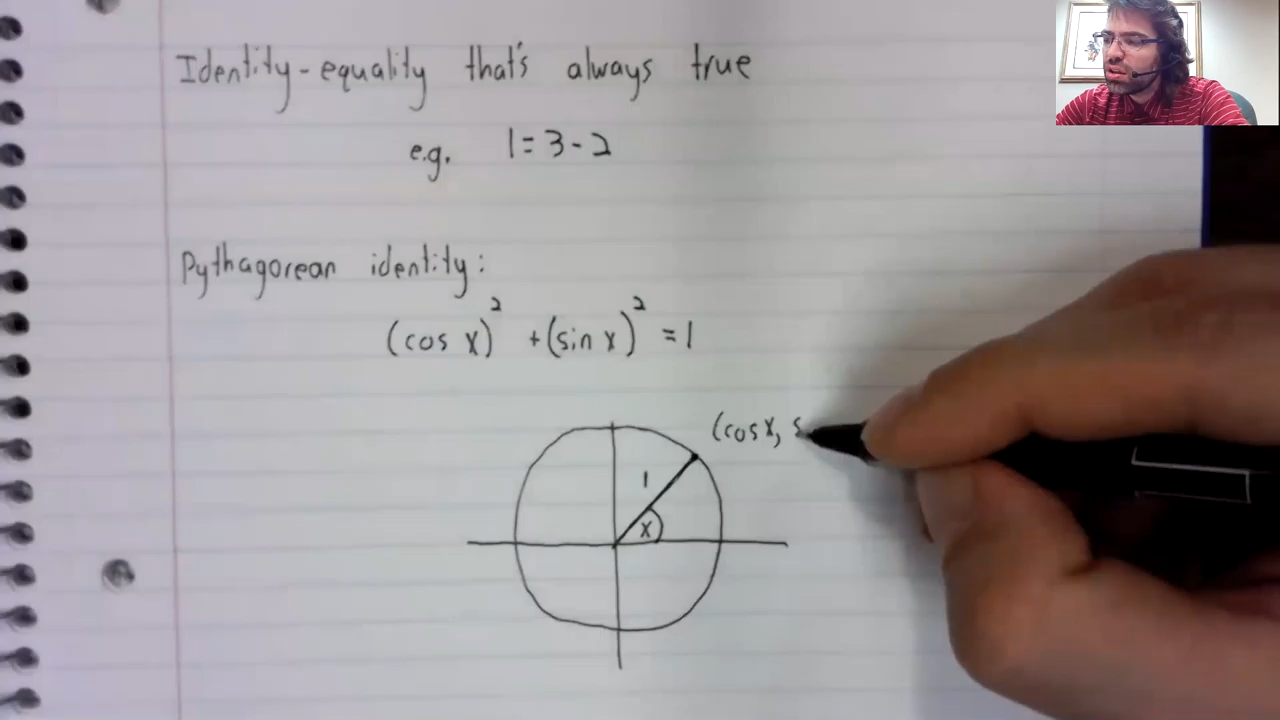 Identity - equality that's always true
e.g. 1 = 3 - 2
Pythagorean identity:
(cos x)² + (sin x)² = 1
(cos x, s
1
x